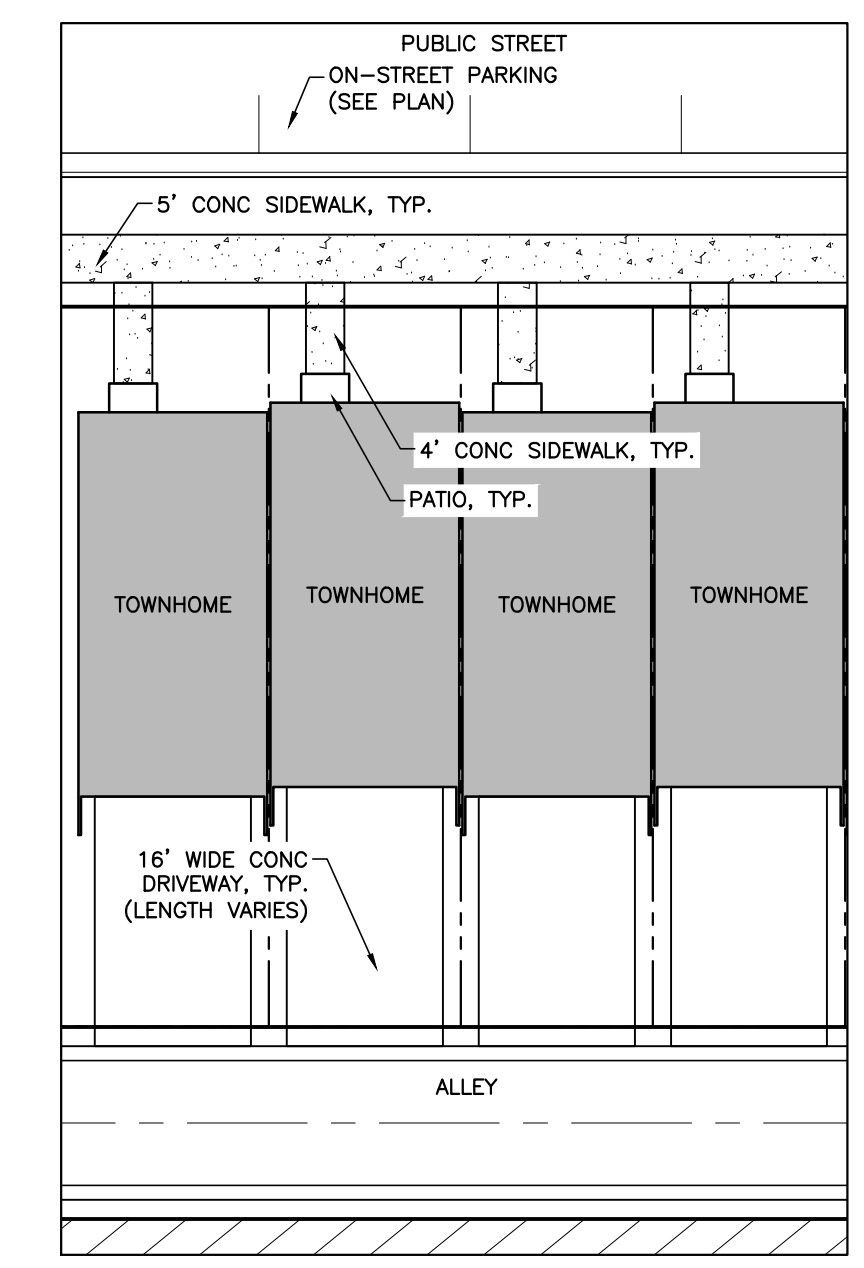 PUBLIC STREET
ON-STREET PARKING
(SEE PLAN)
5' CONC SIDEWALK, TYP.
4' CONC SIDEWALK, TYP.
PATIO, TYP.
TOWNHOME
TOWNHOME
TOWNHOME
TOWNHOME
16' WIDE CONC
DRIVEWAY, TYP.
(LENGTH VARIES)
ALLEY